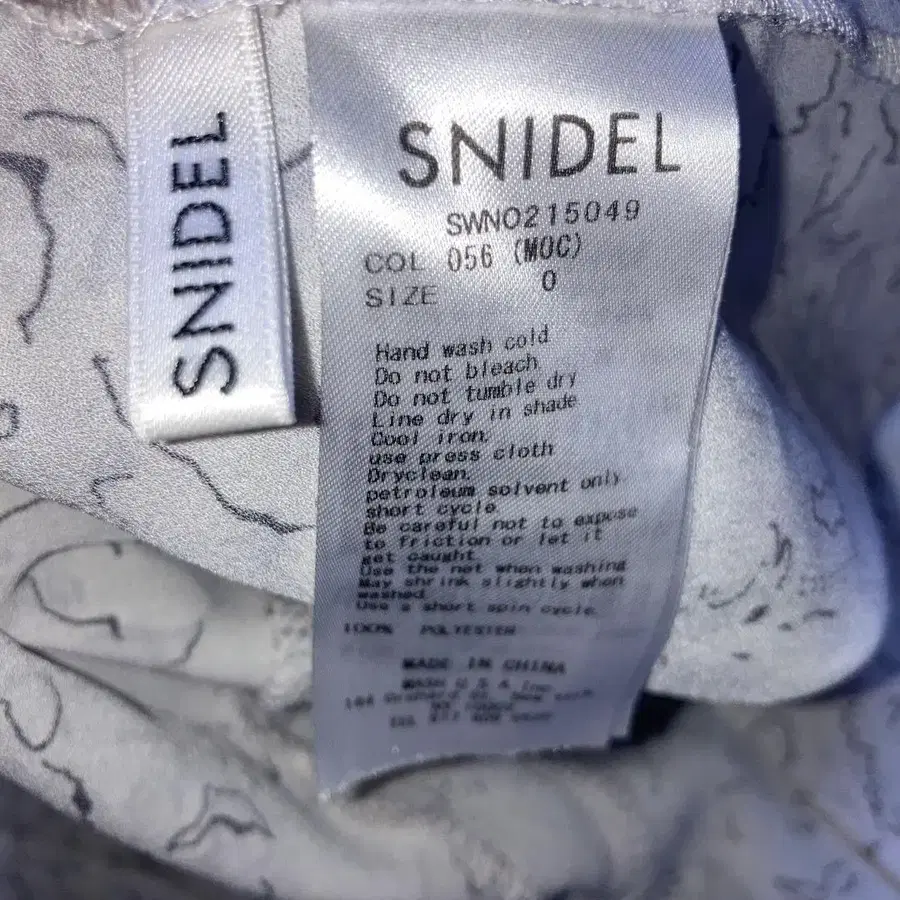 SNIDEL
SNIDEL
SWNO215049
COL 056 (MOC)
SIZE 0
Hand wash cold
Do not bleach
Do not tumble dry
Line dry in shade
Cool iron.
use press cloth
Dryclean.
petroleum solvent only
short cycle.
Be careful not to expose
to friction or let it
get caught.
Use the net when washing
May shrink slightly when
washed.
Use a short spin cycle.
100% POLYESTER
MADE IN CHINA
MASH U.S.A Inc